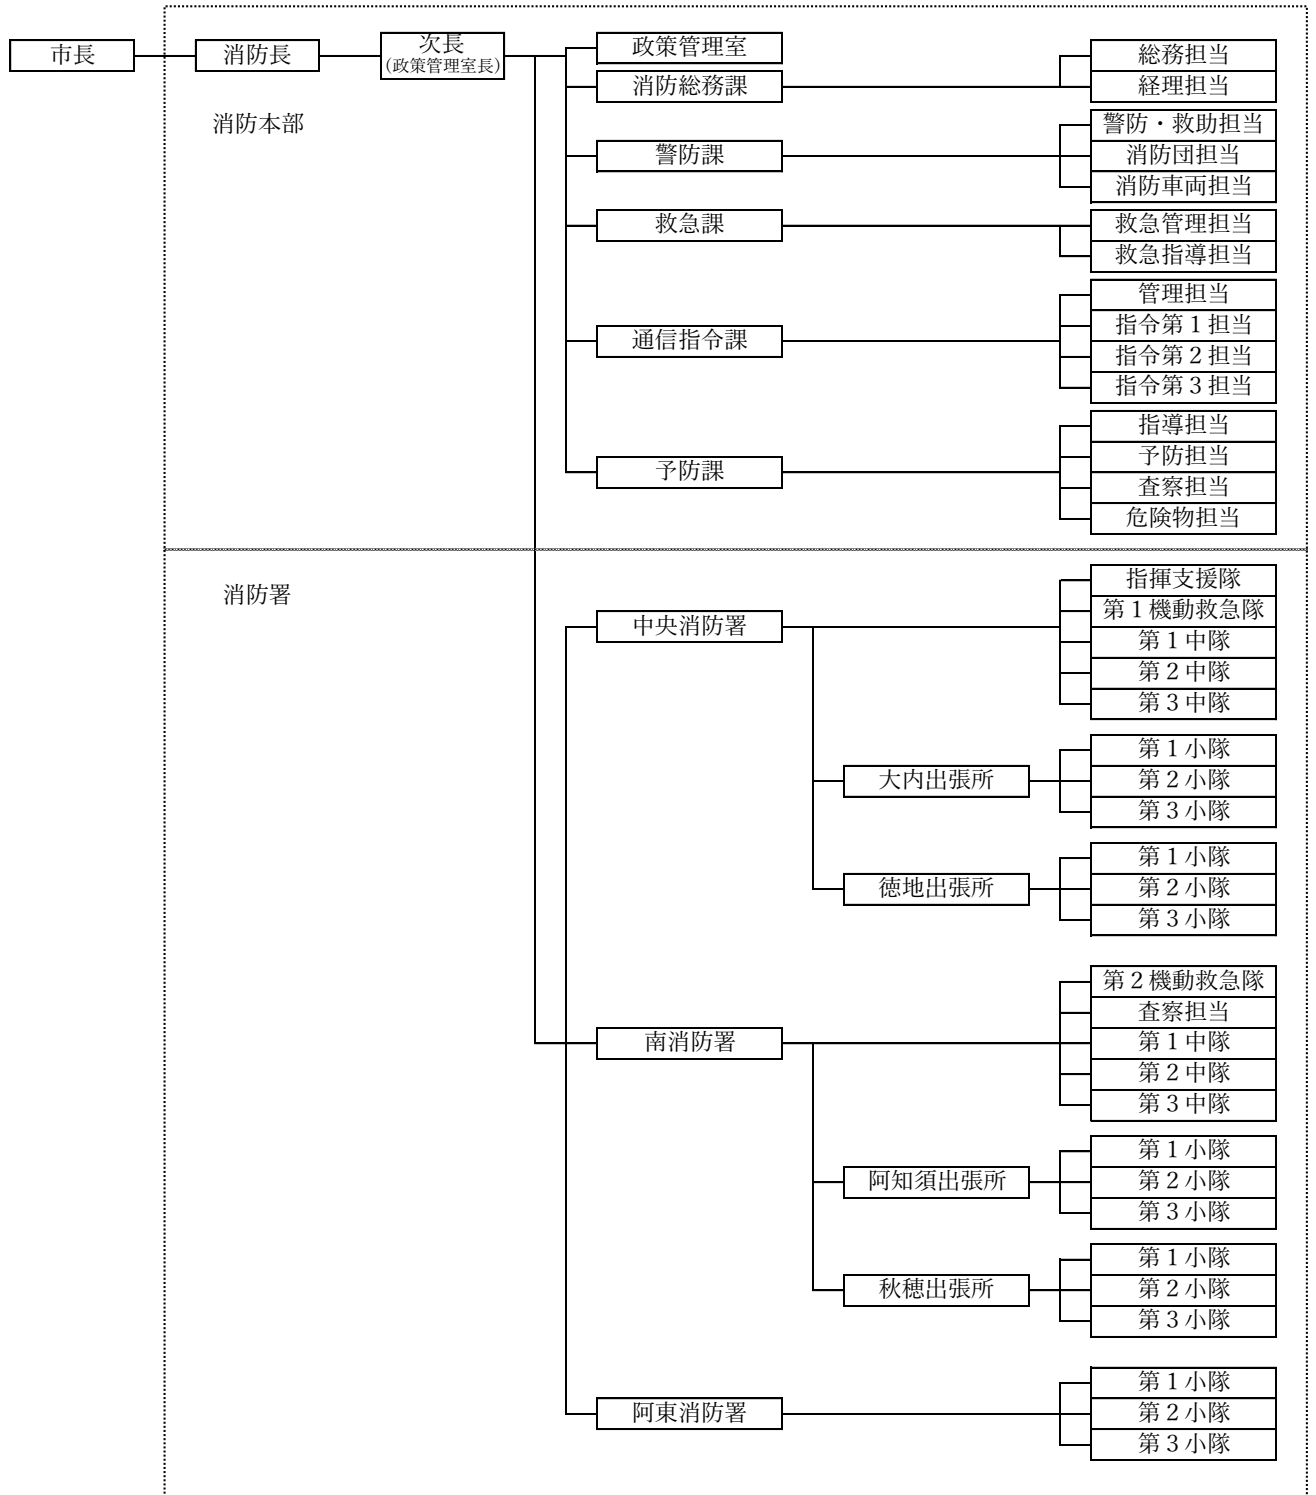 市長
消防長
次長
(政策管理室長)
消防本部
政策管理室
消防総務課
総務担当
経理担当
警防課
警防・救助担当
消防団担当
消防車両担当
救急課
救急管理担当
救急指導担当
通信指令課
管理担当
指令第１担当
指令第２担当
指令第３担当
予防課
指導担当
予防担当
査察担当
危険物担当
消防署
中央消防署
指揮支援隊
第１機動救急隊
第１中隊
第２中隊
第３中隊
大内出張所
第１小隊
第２小隊
第３小隊
徳地出張所
第１小隊
第２小隊
第３小隊
南消防署
第２機動救急隊
査察担当
第１中隊
第２中隊
第３中隊
阿知須出張所
第１小隊
第２小隊
第３小隊
秋穂出張所
第１小隊
第２小隊
第３小隊
阿東消防署
第１小隊
第２小隊
第３小隊